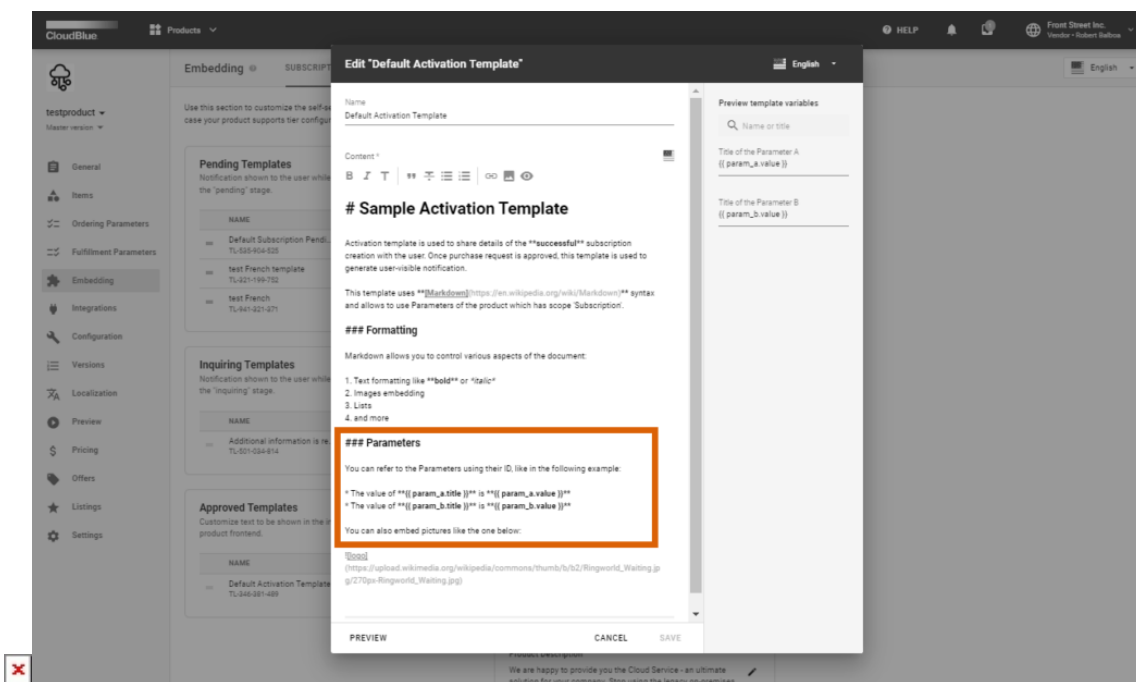 CloudBlue
Products
HELP
Front Street Inc.
Vendor • Robert Balboa
testproduct
Master version
General
Items
Ordering Parameters
Fulfillment Parameters
Embedding
Integrations
Configuration
Versions
Localization
Preview
Pricing
Offers
Listings
Settings
Embedding
SUBSCRIPT
English
Use this section to customize the self-se
case your product supports tier configur
Pending Templates
Notification shown to the user while
the 'pending' stage.
NAME
Default Subscription Pendi..
TL-535-904-525
test French template
TL-321-199-752
test French
TL-941-321-371
Inquiring Templates
Notification shown to the user while
the 'inquiring' stage.
NAME
Additional information is re.
TL-501-034-814
Approved Templates
Customize text to be shown in the in
product frontend.
NAME
Default Activation Template
TL-346-381-489
Edit "Default Activation Template"
English
Name
Default Activation Template
Content *
B I T
# Sample Activation Template
Activation template is used to share details of the **successful** subscription
creation with the user. Once purchase request is approved, this template is used to
generate user-visible notification.
This template uses **[Markdown](https://en.wikipedia.org/wiki/Markdown)** syntax
and allows to use Parameters of the product which has scope 'Subscription'.
### Formatting
Markdown allows you to control various aspects of the document:
1. Text formatting like **bold** or *italic*
2. Images embedding
3. Lists
4. and more
### Parameters
You can refer to the Parameters using their ID, like in the following example:
* The value of **{{ param_a.title }}** is **{{ param_a.value }}**
* The value of **{{ param_b.title }}** is **{{ param_b.value }}**
You can also embed pictures like the one below:
![logo]
(https://upload.wikimedia.org/wikipedia/commons/thumb/b/b2/Ringworld_Waiting.jp
g/270px-Ringworld_Waiting.jpg)
PREVIEW
CANCEL
SAVE
Preview template variables
Name or title
Title of the Parameter A
{{ param_a.value }}
Title of the Parameter B
{{ param_b.value }}
Product Description
We are happy to provide you the Cloud Service - an ultimate
solution for your company. Stop using the legacy on-premises